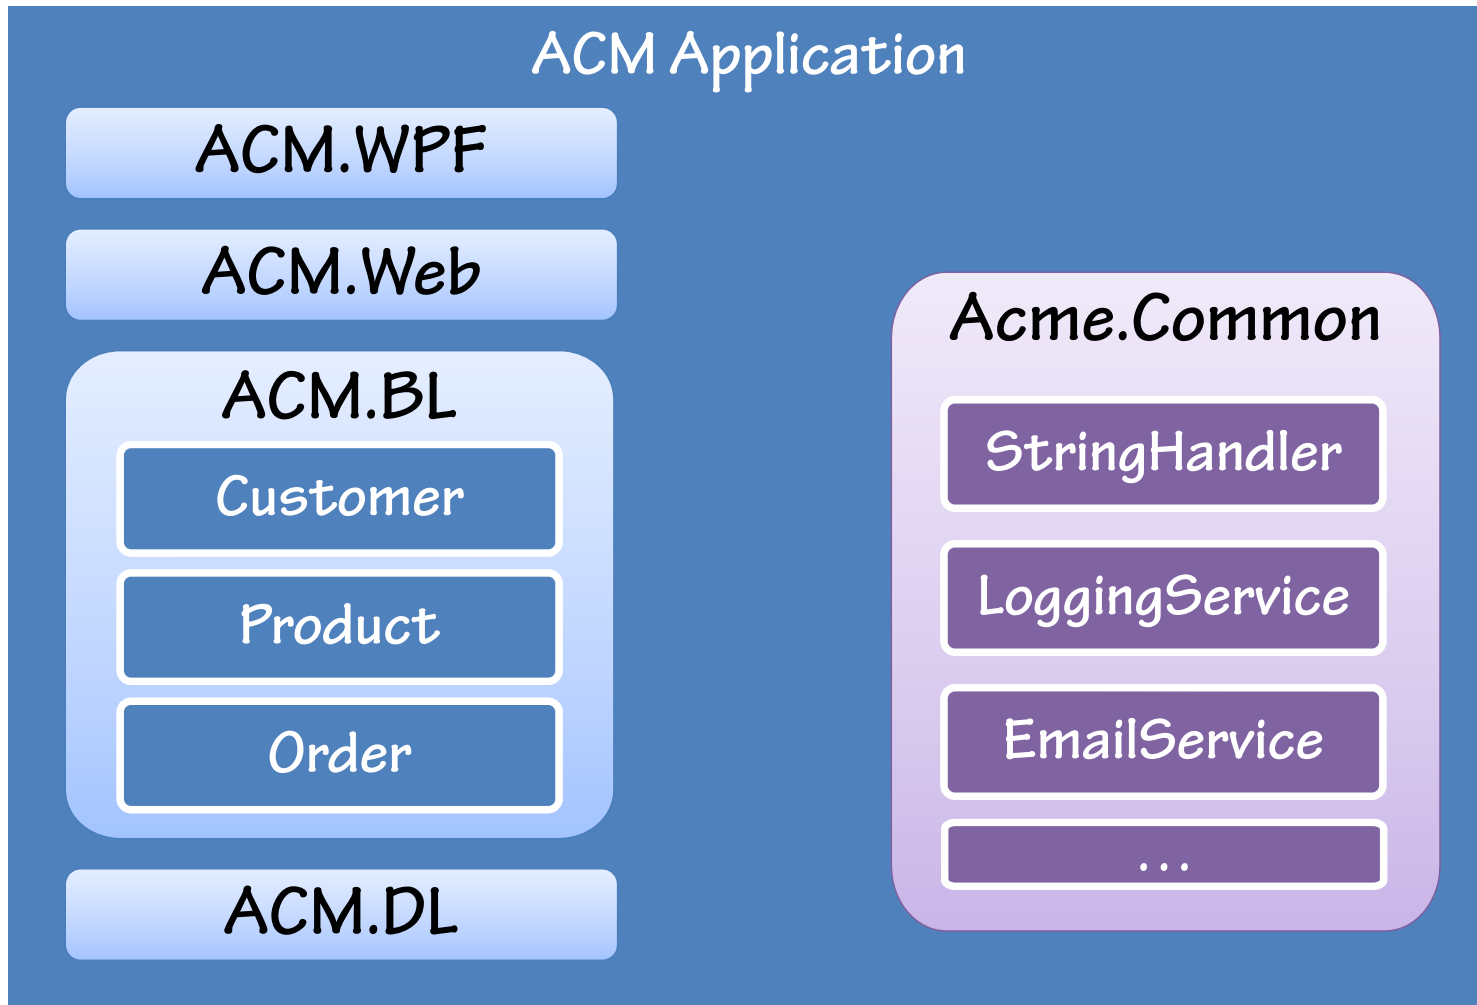 ACM Application
ACM.WPF
ACM.Web
ACM.BL
Customer
Product
Order
ACM.DL
Acme.Common
StringHandler
LoggingService
EmailService
...